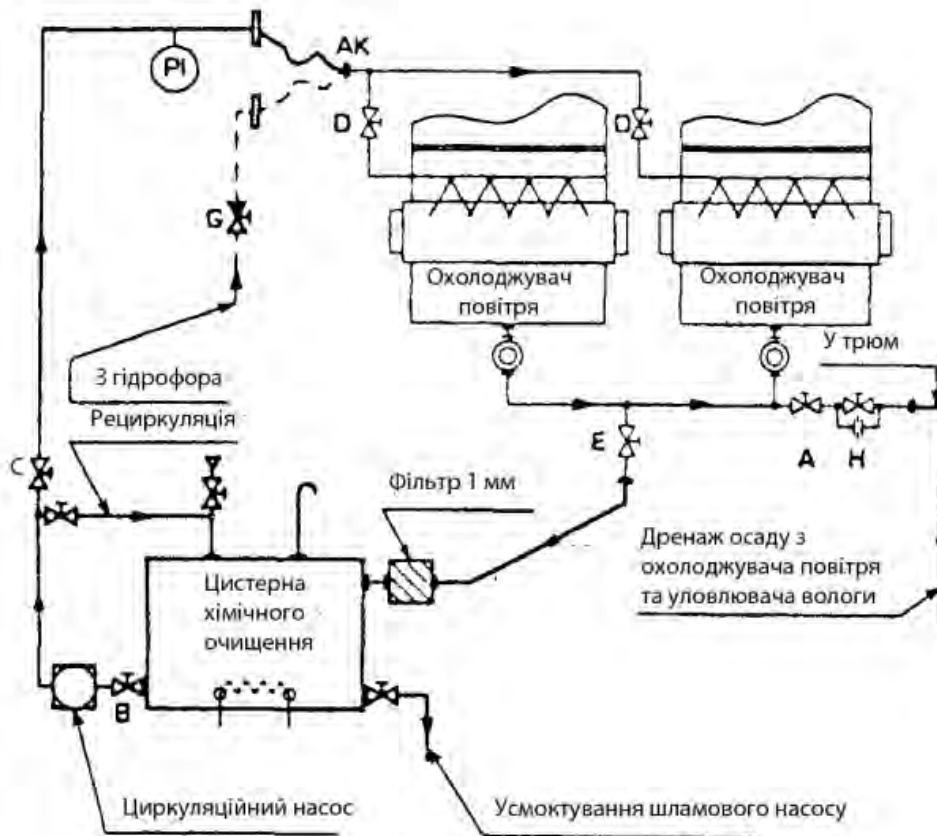 PI
AK
D
D
G
Охолоджувач
повітря
Охолоджувач
повітря
У трюм
З гідрофора
Рециркуляція
C
E
A
H
Фільтр 1 мм
Цистерна
хімічного
очищення
Дренаж осаду з
охолоджувача повітря
та уловлювача вологи
B
Циркуляційний насос
Усмоктування шламового насосу